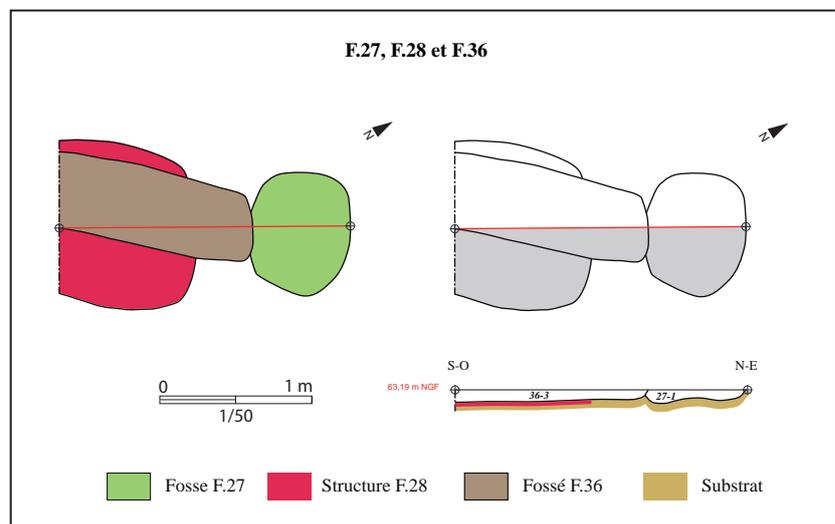 F.27, F.28 et F.36
N
N
S-O
N-E
63,19 m NGF
36-3
27-1
0
1 m
1/50
Fosse F.27
Structure F.28
Fossé F.36
Substrat